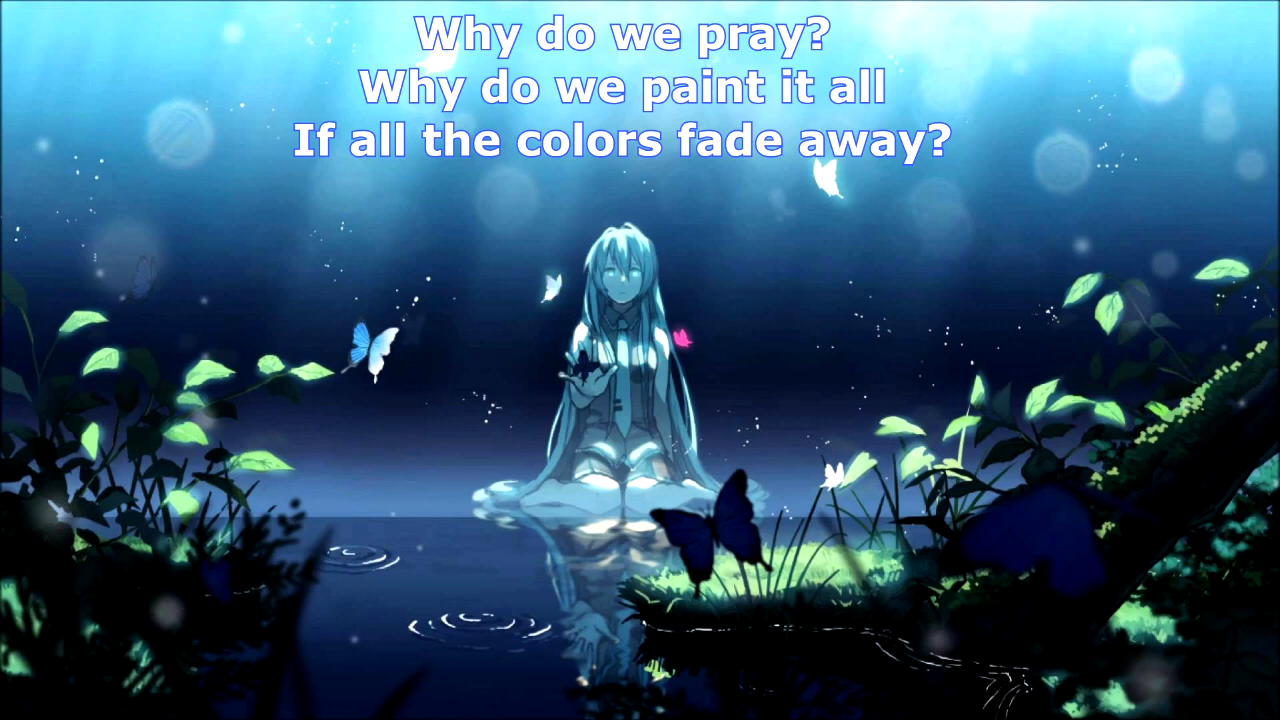 Why do we pray?
Why do we paint it all
If all the colors fade away?